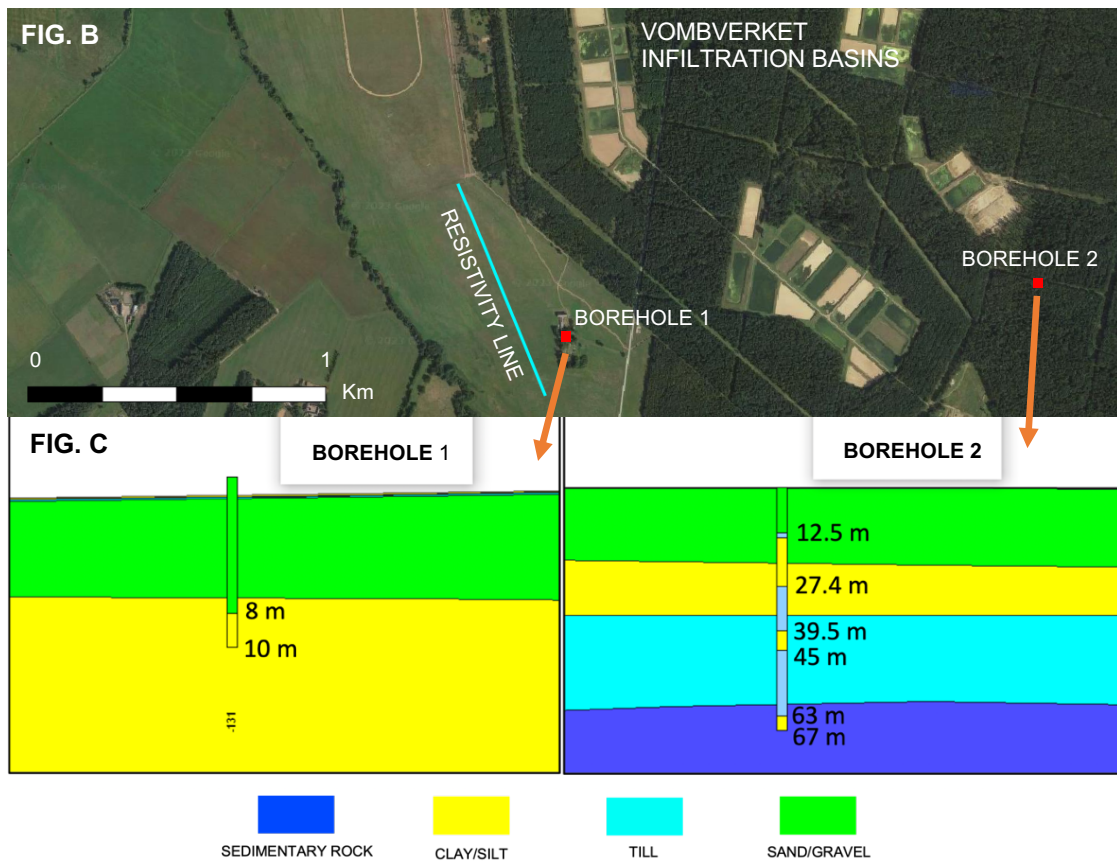 FIG. B
VOMBVERKET
INFILTRATION BASINS
RESISTIVITY LINE
BOREHOLE 1
BOREHOLE 2
0
1
Km
FIG. C
BOREHOLE 1
BOREHOLE 2
8 m
10 m
-131
12.5 m
27.4 m
39.5 m
45 m
63 m
67 m
SEDIMENTARY ROCK
CLAY/SILT
TILL
SAND/GRAVEL